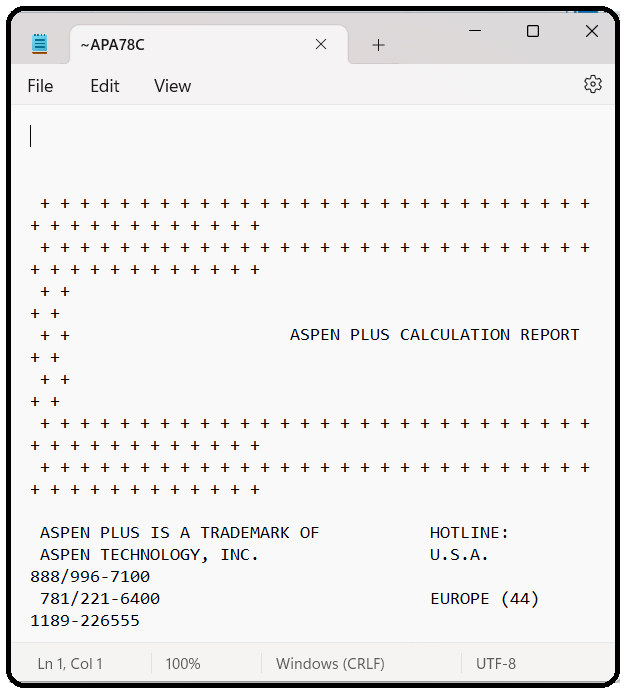 ~APA78C
File Edit View
+ + + + + + + + + + + + + + + + + + + + + + + + + + + +
+ + + + + + + + + + + +
+ + + + + + + + + + + + + + + + + + + + + + + + + + + +
+ + + + + + + + + + + +
+ +
+ +
+ + ASPEN PLUS CALCULATION REPORT
+ +
+ +
+ +
+ + + + + + + + + + + + + + + + + + + + + + + + + + + +
+ + + + + + + + + + + +
+ + + + + + + + + + + + + + + + + + + + + + + + + + + +
+ + + + + + + + + + + +
ASPEN PLUS IS A TRADEMARK OF HOTLINE:
ASPEN TECHNOLOGY, INC. U.S.A.
888/996-7100
781/221-6400 EUROPE (44)
1189-226555
Ln 1, Col 1 100% Windows (CRLF) UTF-8